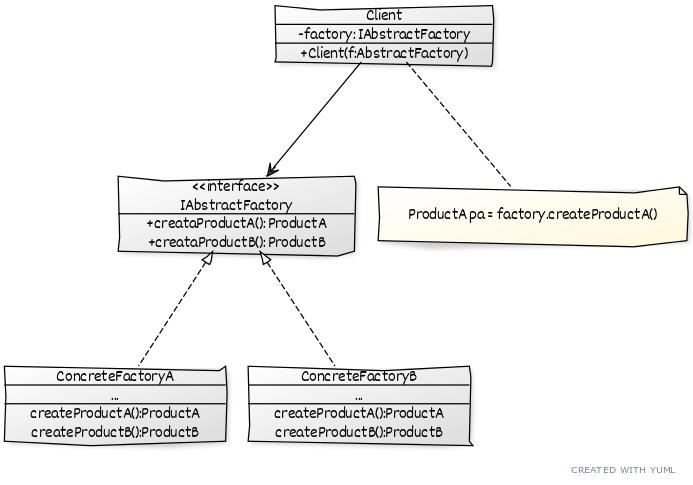 Client
-factory: IAbstractFactory
+Client(f:AbstractFactory)
<<interface>>
IAbstractFactory
+creataProductA(): ProductA
+creataProductB(): ProductB
ProductA pa = factory.createProductA()
ConcreteFactoryA
...
createProductA():ProductA
createProductB():ProductB
ConcreteFactoryB
...
createProductA():ProductA
createProductB():ProductB
CREATED WITH YUML